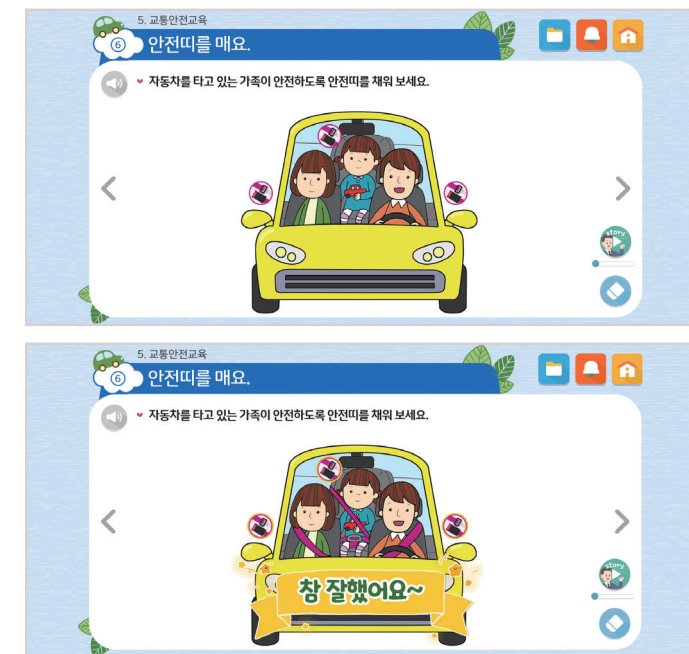 5. 교통안전교육
6 안전띠를 매요.
자동차를 타고 있는 가족이 안전하도록 안전띠를 채워 보세요.
story
5. 교통안전교육
6 안전띠를 매요.
자동차를 타고 있는 가족이 안전하도록 안전띠를 채워 보세요.
참 잘했어요~
story